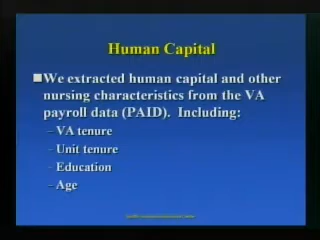 Human Capital
We extracted human capital and other
nursing characteristics from the VA
payroll data (PAID). Including:
– VA tenure
– Unit tenure
– Education
– Age